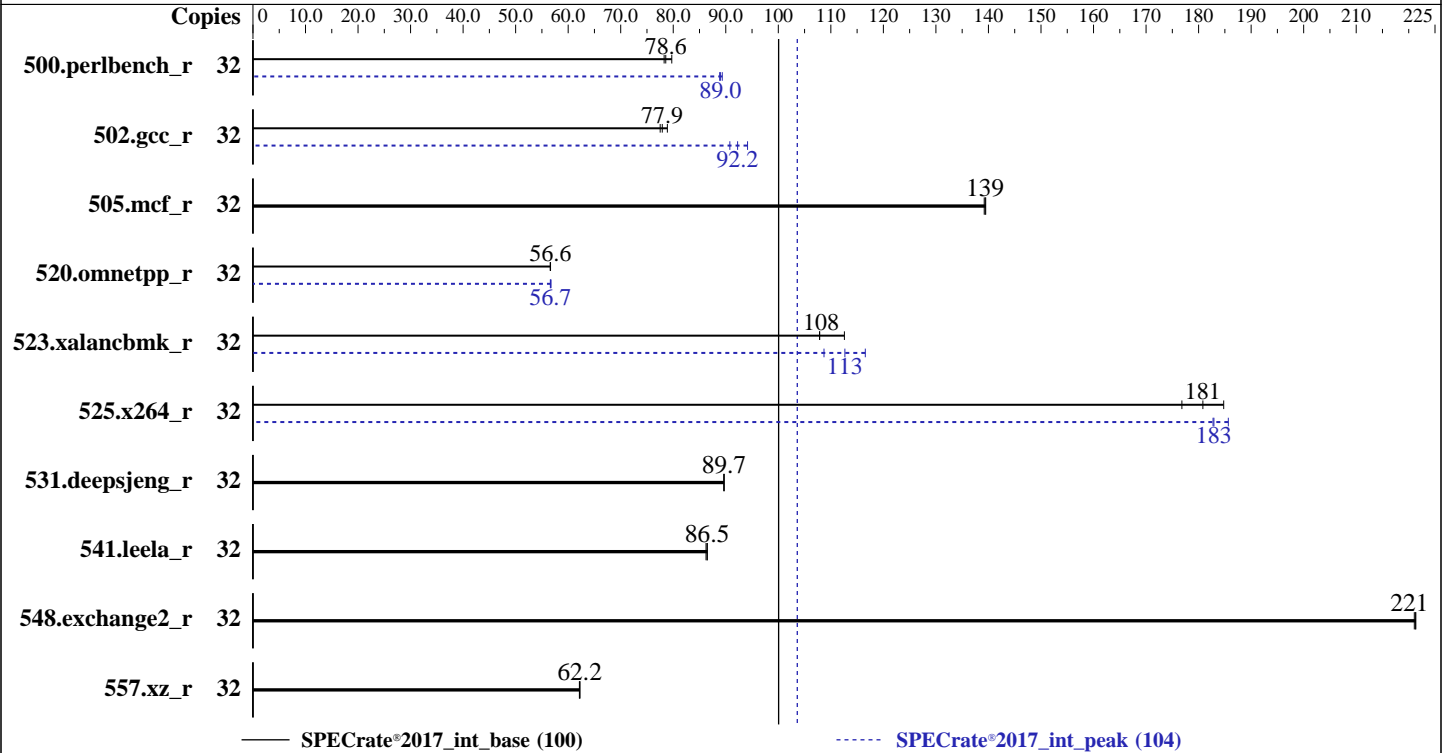 Copies 0 10.0 20.0 30.0 40.0 50.0 60.0 70.0 80.0 90.0 100 110 120 130 140 150 160 170 180 190 200 210 225
500.perlbench_r 32 78.6
89.0
502.gcc_r 32 77.9
92.2
505.mcf_r 32 139
520.omnetpp_r 32 56.6
56.7
523.xalancbmk_r 32 108
113
525.x264_r 32 181
183
531.deepsjeng_r 32 89.7
541.leela_r 32 86.5
548.exchange2_r 32 221
557.xz_r 32 62.2
SPECrate®2017_int_base (100) SPECrate®2017_int_peak (104)